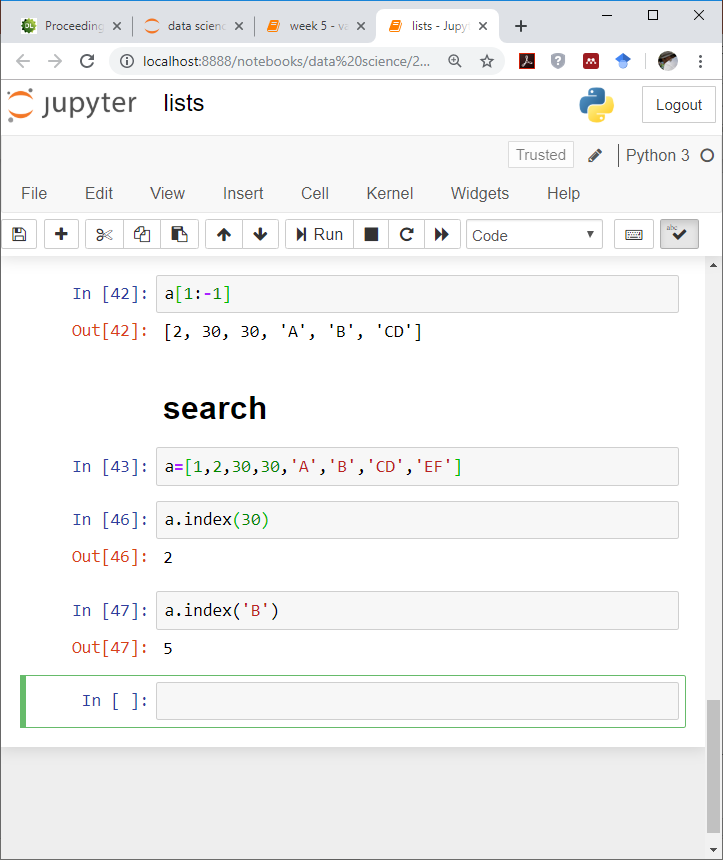 Proceeding
data scienc
week 5 - va
lists - Jupyt
localhost:8888/notebooks/data%20science/2...
jupyter lists
Logout
Trusted
Python 3
File Edit View Insert Cell Kernel Widgets Help
Run
Code
abc
In [42]: a[1:-1]
Out[42]: [2, 30, 30, 'A', 'B', 'CD']
search
In [43]: a=[1,2,30,30,'A','B','CD','EF']
In [46]: a.index(30)
Out[46]: 2
In [47]: a.index('B')
Out[47]: 5
In [ ]: